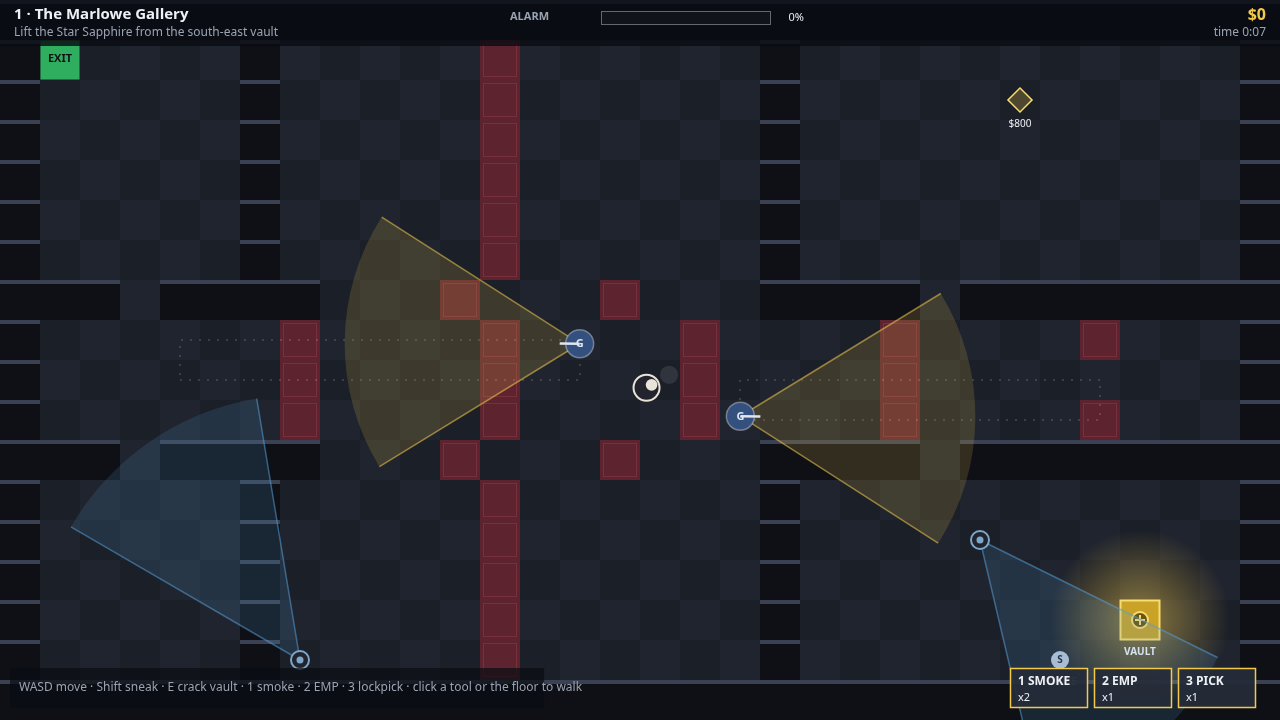 1 · The Marlowe Gallery
Lift the Star Sapphire from the south-east vault
ALARM
0%
$0
time 0:07
EXIT
$800
G
G
VAULT
S
WASD move · Shift sneak · E crack vault · 1 smoke · 2 EMP · 3 lockpick · click a tool or the floor to walk
1 SMOKE
x2
2 EMP
x1
3 PICK
x1